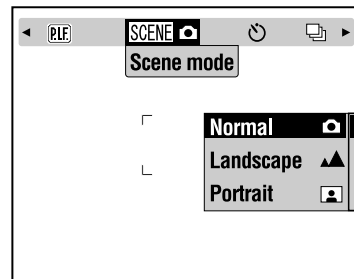 P.I.F. SCENE
Scene mode
Normal
Landscape
Portrait